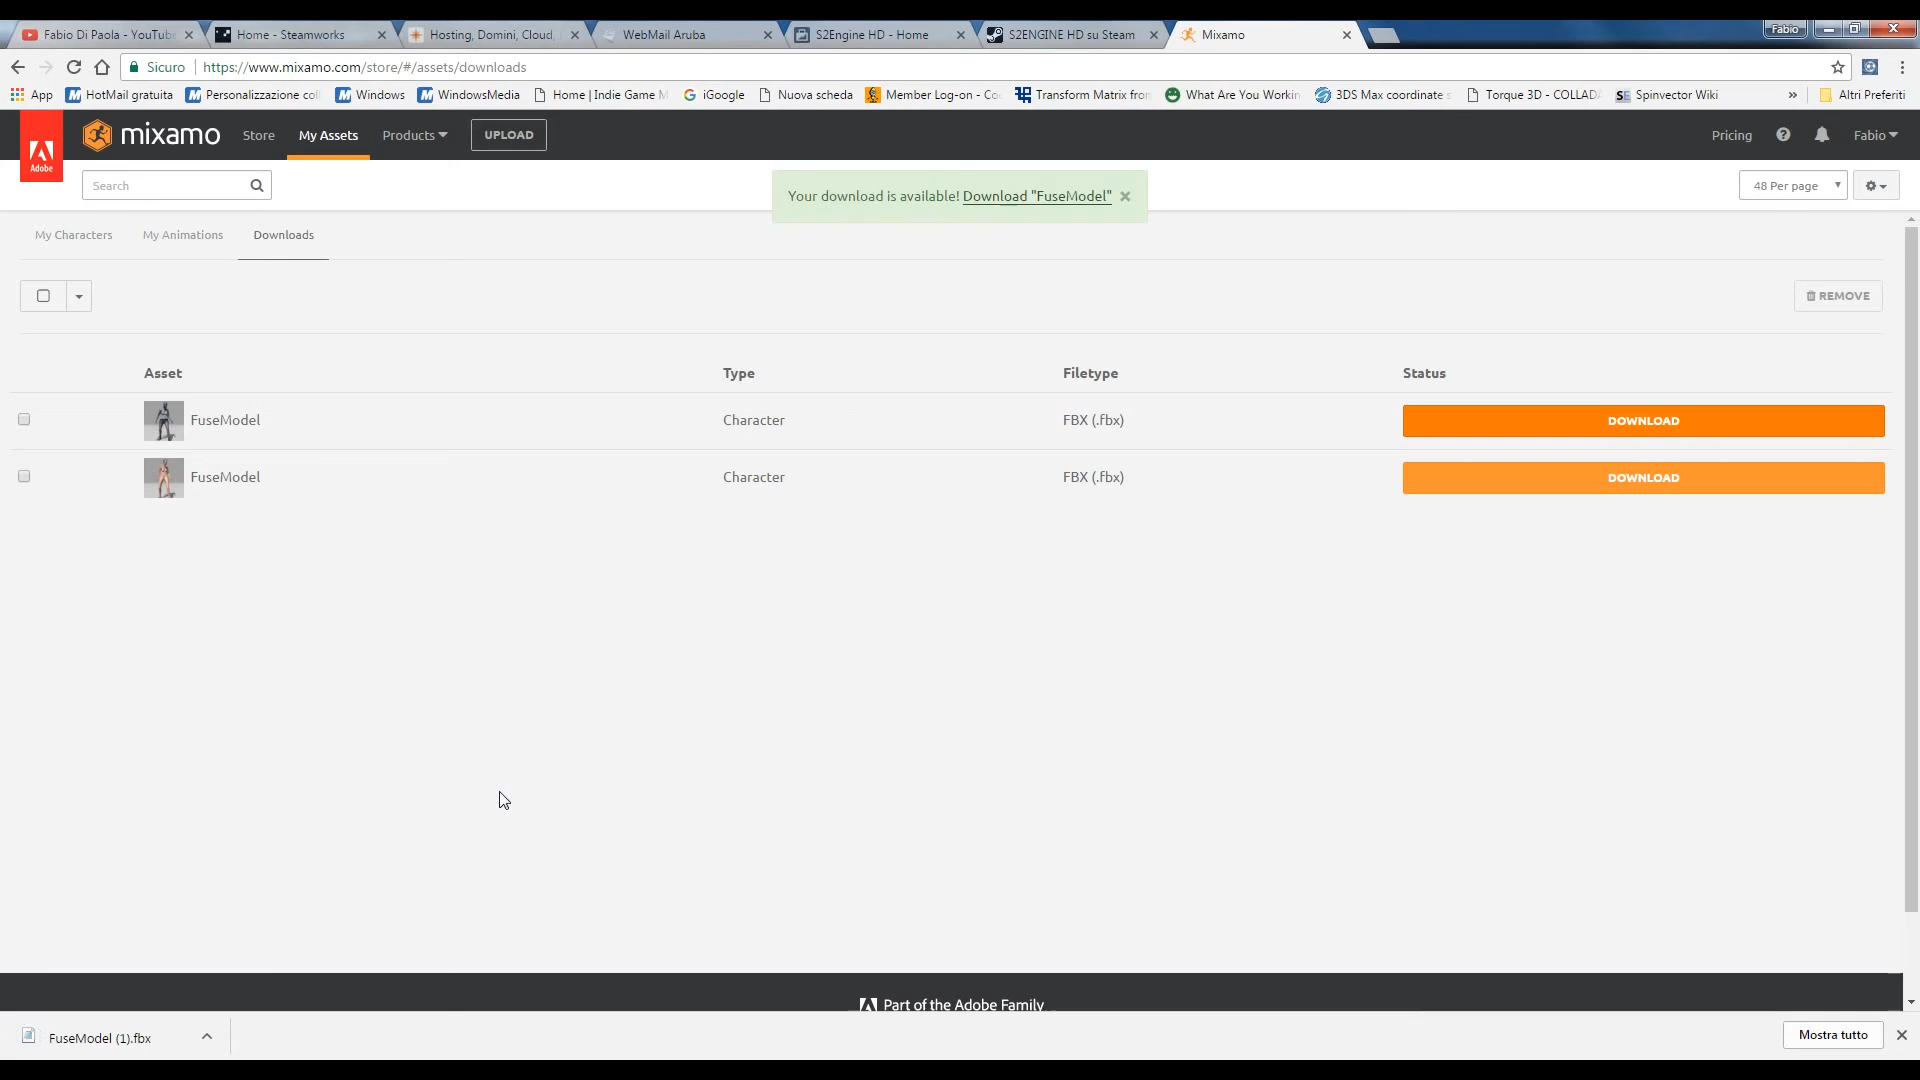 Fabio Di Paola - YouTube
Home - Steamworks
Hosting, Domini, Cloud,
WebMail Aruba
S2Engine HD - Home
S2ENGINE HD su Steam
Mixamo
Fabio
Sicuro
https://www.mixamo.com/store/#/assets/downloads
App
HotMail gratuita
Personalizzazione coll
Windows
WindowsMedia
Home | Indie Game M
iGoogle
Nuova scheda
Member Log-on - Co
Transform Matrix from
What Are You Workin
3DS Max coordinate s
Torque 3D - COLLADA
Spinvector Wiki
»
Altri Preferiti
Adobe
mixamo
Store
My Assets
Products
UPLOAD
Pricing
Fabio
Search
Your download is available! Download "FuseModel"
48 Per page
My Characters
My Animations
Downloads
REMOVE
Asset
Type
Filetype
Status
FuseModel
Character
FBX (.fbx)
DOWNLOAD
FuseModel
Character
FBX (.fbx)
DOWNLOAD
Part of the Adobe Family
FuseModel (1).fbx
Mostra tutto